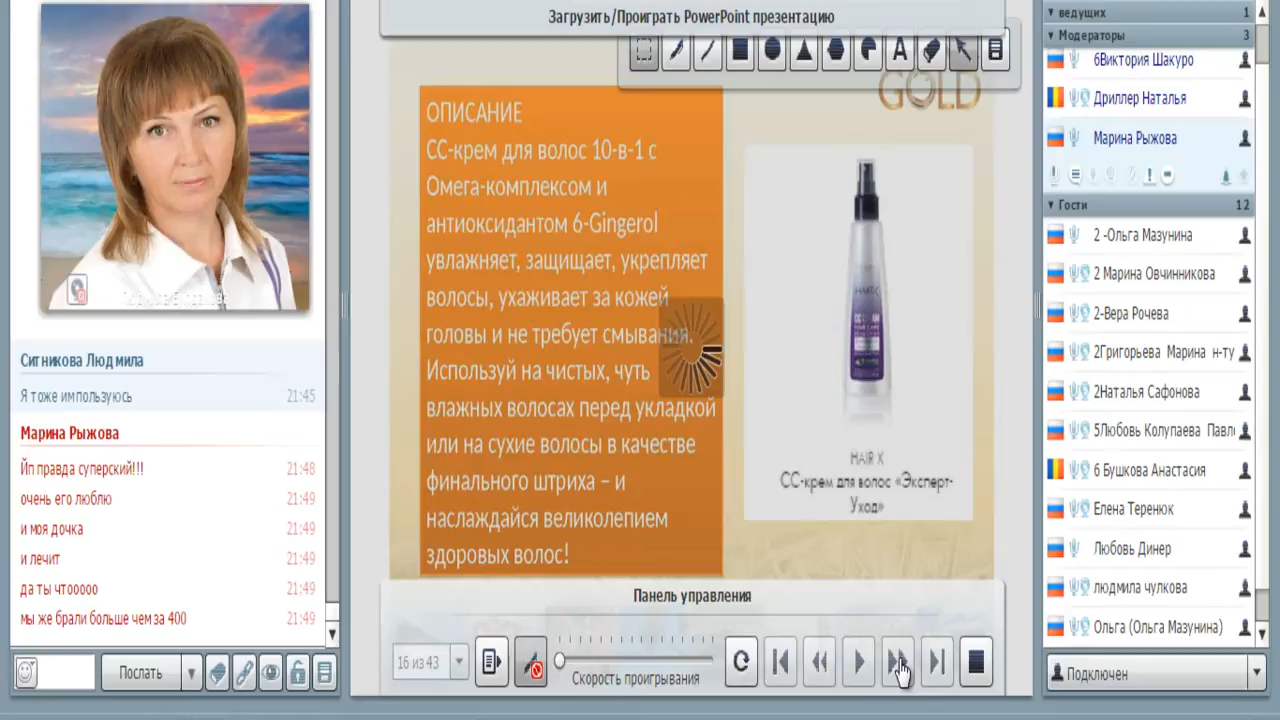 Ситникова Людмила
Я тоже импользуюсь 21:45
Марина Рыжова
Йп правда суперский!!! 21:48
очень его люблю 21:49
и моя дочка 21:49
и лечит 21:49
да ты чтооооо 21:49
мы же брали больше чем за 400 21:49
Послать
Загрузить/Проиграть PowerPoint презентацию
A
GOLD
ОПИСАНИЕ
СС-крем для волос 10-в-1 с
Омега-комплексом и
антиоксидантом 6-Gingerol
увлажняет, защищает, укрепляет
волосы, ухаживает за кожей
головы и не требует смывания.
Используй на чистых, чуть
влажных волосах перед укладкой
или на сухие волосы в качестве
финального штриха – и
наслаждайся великолепием
здоровых волос!
HAIR X
СС-крем для волос «Эксперт-
Уход»
Панель управления
16 из 43
Скорость проигрывания
ведущих 1
Модераторы 3
6Виктория Шакуро
Дриллер Наталья
Марина Рыжова
Гости 12
2 -Ольга Мазунина
2 Марина Овчинникова
2-Вера Рочева
2Григорьева Марина н-ту
2Наталья Сафонова
5Любовь Колупаева Павл
6 Бушкова Анастасия
Елена Теренюк
Любовь Динер
людмила чулкова
Ольга (Ольга Мазунина)
Подключен